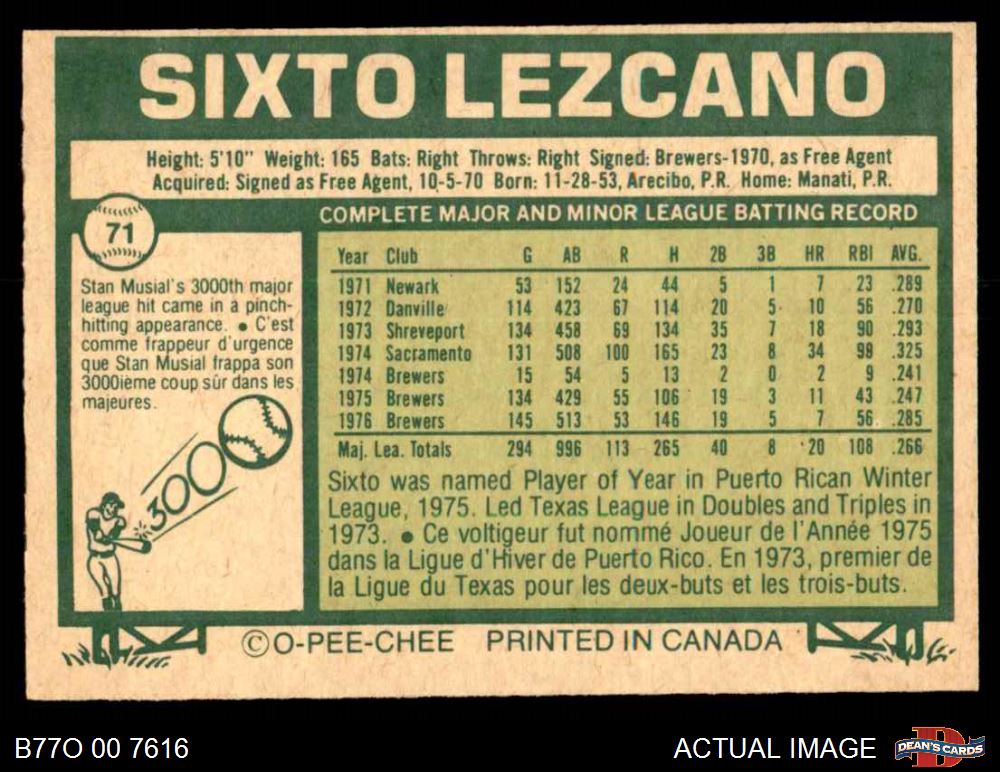 SIXTO LEZCANO
Height: 5'10" Weight: 165 Bats: Right Throws: Right Signed: Brewers-1970, as Free Agent
Acquired: Signed as Free Agent, 10-5-70 Born: 11-28-53, Arecibo, P.R. Home: Manati, P.R.
71
Stan Musial's 3000th major
league hit came in a pinch-
hitting appearance. ● C'est
comme frappeur d'urgence
que Stan Musial frappa son
3000ième coup sûr dans les
majeures.
3000
COMPLETE MAJOR AND MINOR LEAGUE BATTING RECORD
Year Club G AB R H 2B 3B HR RBI AVG.
1971 Newark 53 152 24 44 5 1 7 23 .289
1972 Danville 114 423 67 114 20 5 10 56 .270
1973 Shreveport 134 458 69 134 35 7 18 90 .293
1974 Sacramento 131 508 100 165 23 8 34 99 .325
1974 Brewers 15 54 5 13 2 0 2 9 .241
1975 Brewers 134 429 55 106 19 3 11 43 .247
1976 Brewers 145 513 53 146 19 5 7 56 .285
Maj. Lea. Totals 294 996 113 265 40 8 20 108 .266
Sixto was named Player of Year in Puerto Rican Winter
League, 1975. Led Texas League in Doubles and Triples in
1973. ● Ce voltigeur fut nommé Joueur de l'Année 1975
dans la Ligue d'Hiver de Puerto Rico. En 1973, premier de
la Ligue du Texas pour les deux-buts et les trois-buts.
©O-PEE-CHEE PRINTED IN CANADA
B77O 00 7616
ACTUAL IMAGE
D
DEAN'S CARDS